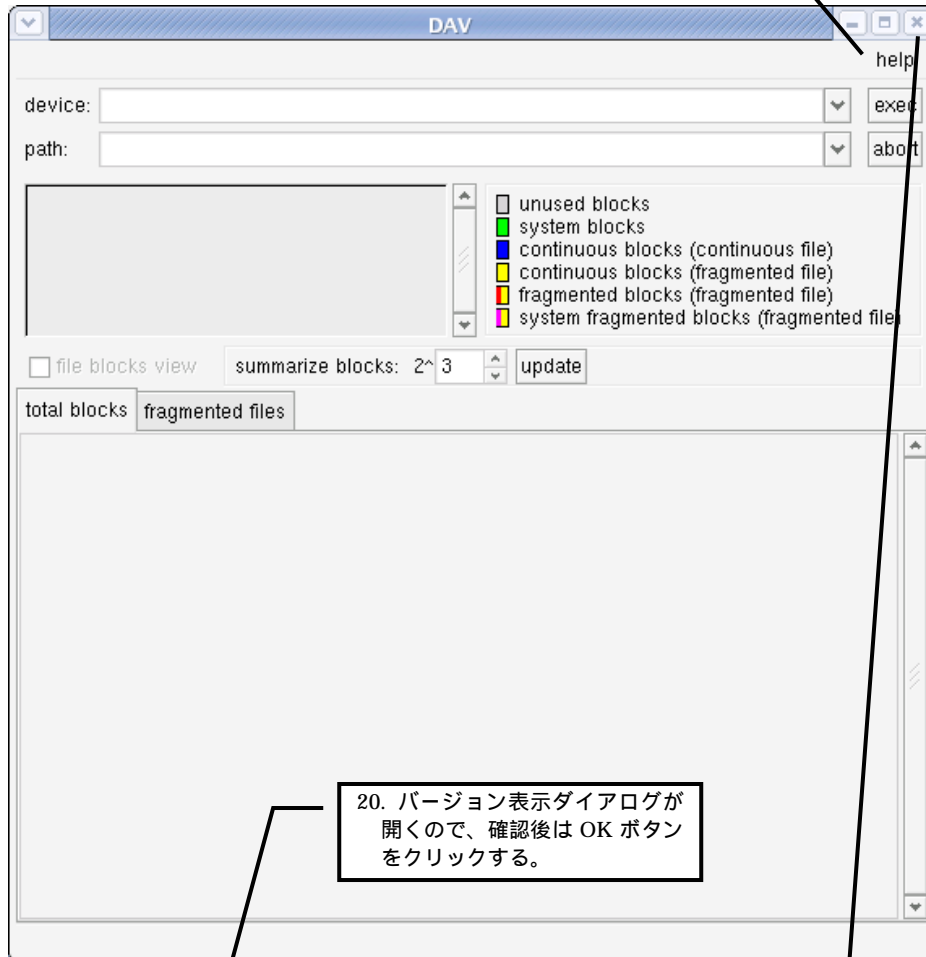 DAV
help
device: exec
path: abort
unused blocks
system blocks
continuous blocks (continuous file)
continuous blocks (fragmented file)
fragmented blocks (fragmented file)
system fragmented blocks (fragmented file)
file blocks view summarize blocks: 2^ 3 update
total blocks fragmented files
20. バージョン表示ダイアログが
開くので、確認後は OK ボタン
をクリックする。